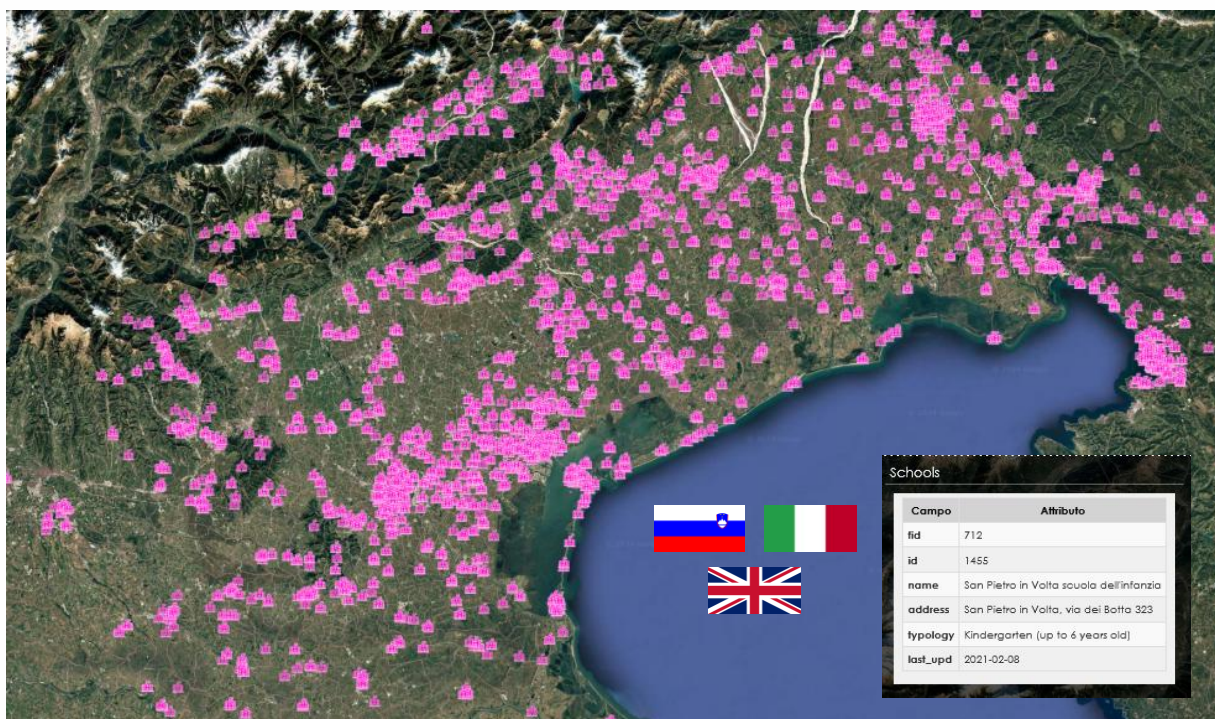 Schools
Campo Attributo
fid 712
id 1455
name San Pietro in Volta scuola dell'infanzia
address San Pietro in Volta, via dei Botta 323
typology Kindergarten (up to 6 years old)
last_upd 2021-02-08